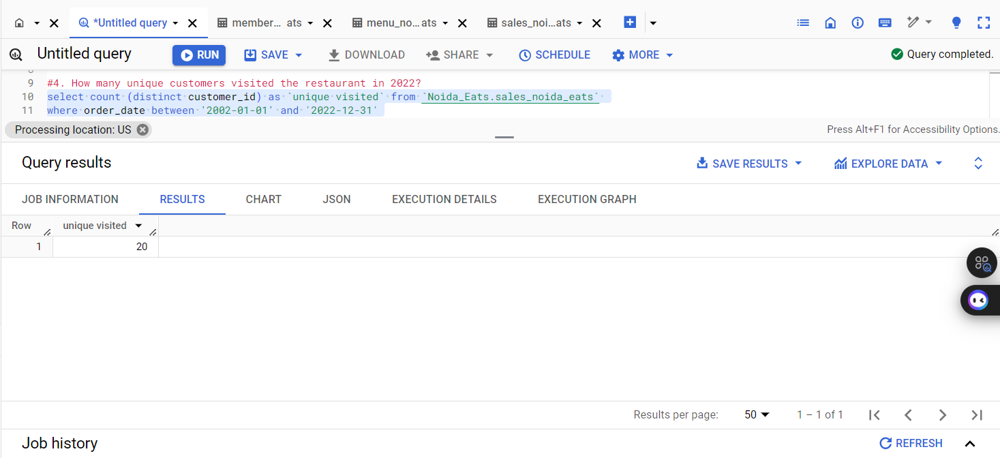 *Untitled query
member... ats
menu_no...ats
sales_noi...ats
Untitled query
RUN
SAVE
DOWNLOAD
SHARE
SCHEDULE
MORE
Query completed.
9 #4. How many unique customers visited the restaurant in 2022?
10 select count (distinct customer_id) as `unique visited` from `Noida_Eats.sales_noida_eats`
11 where order_date between '2002-01-01' and '2022-12-31'
Processing location: US
Press Alt+F1 for Accessibility Options.
Query results
SAVE RESULTS
EXPLORE DATA
JOB INFORMATION
RESULTS
CHART
JSON
EXECUTION DETAILS
EXECUTION GRAPH
Row
unique visited
1
20
Results per page:
50
1 – 1 of 1
Job history
REFRESH